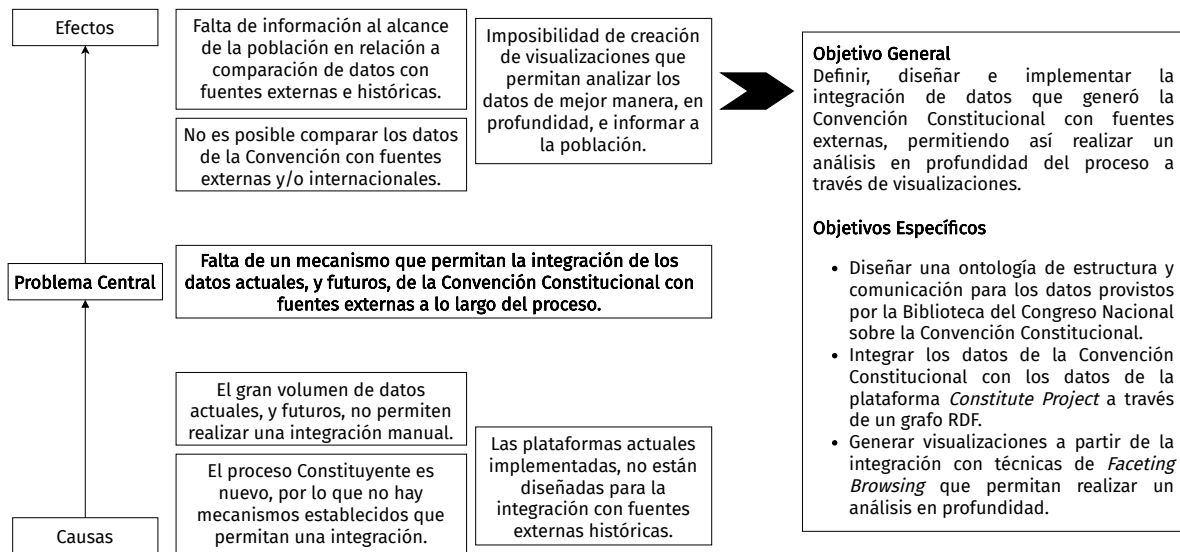 Efectos
Falta de información al alcance
de la población en relación a
comparación de datos con
fuentes externas e históricas.
No es posible comparar los datos
de la Convención con fuentes
externas y/o internacionales.
Imposibilidad de creación
de visualizaciones que
permitan analizar los
datos de mejor manera, en
profundidad, e informar a
la población.
Problema Central
Falta de un mecanismo que permitan la integración de los
datos actuales, y futuros, de la Convención Constitucional con
fuentes externas a lo largo del proceso.
El gran volumen de datos
actuales, y futuros, no permiten
realizar una integración manual.
El proceso Constituyente es
nuevo, por lo que no hay
mecanismos establecidos que
permitan una integración.
Las plataformas actuales
implementadas, no están
diseñadas para la
integración con fuentes
externas históricas.
Causas
Objetivo General
Definir, diseñar e implementar la
integración de datos que generó la
Convención Constitucional con fuentes
externas, permitiendo así realizar un
análisis en profundidad del proceso a
través de visualizaciones.
Objetivos Específicos
• Diseñar una ontología de estructura y
comunicación para los datos provistos
por la Biblioteca del Congreso Nacional
sobre la Convención Constitucional.
• Integrar los datos de la Convención
Constitucional con los datos de la
plataforma Constitute Project a través
de un grafo RDF.
• Generar visualizaciones a partir de la
integración con técnicas de Faceting
Browsing que permitan realizar un
análisis en profundidad.